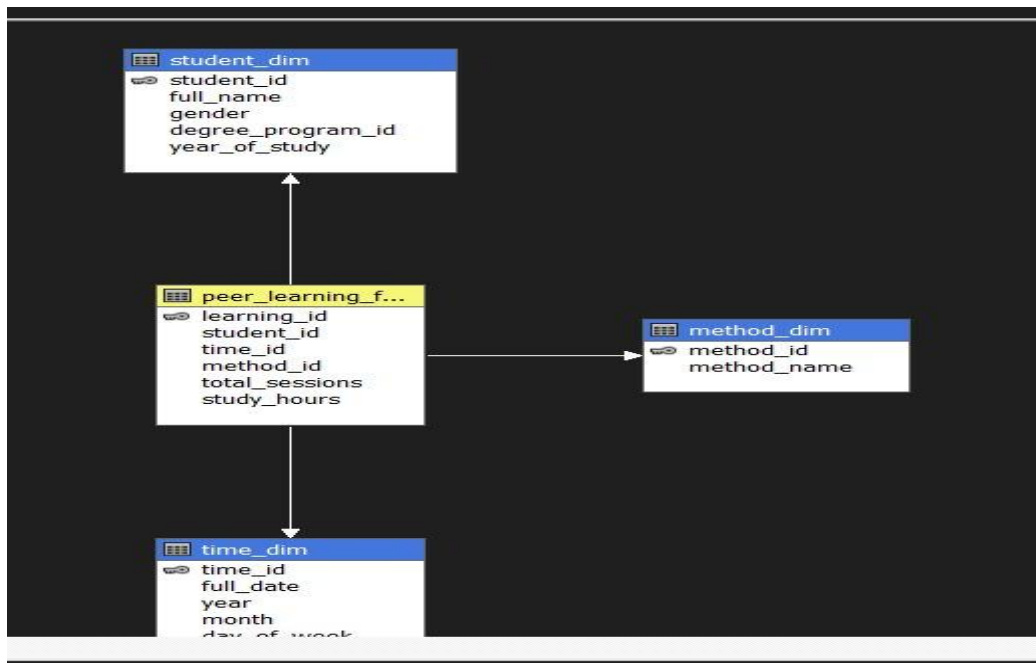 student_dim
student_id
full_name
gender
degree_program_id
year_of_study
peer_learning_f...
learning_id
student_id
time_id
method_id
total_sessions
study_hours
method_dim
method_id
method_name
time_dim
time_id
full_date
year
month
day_of_week